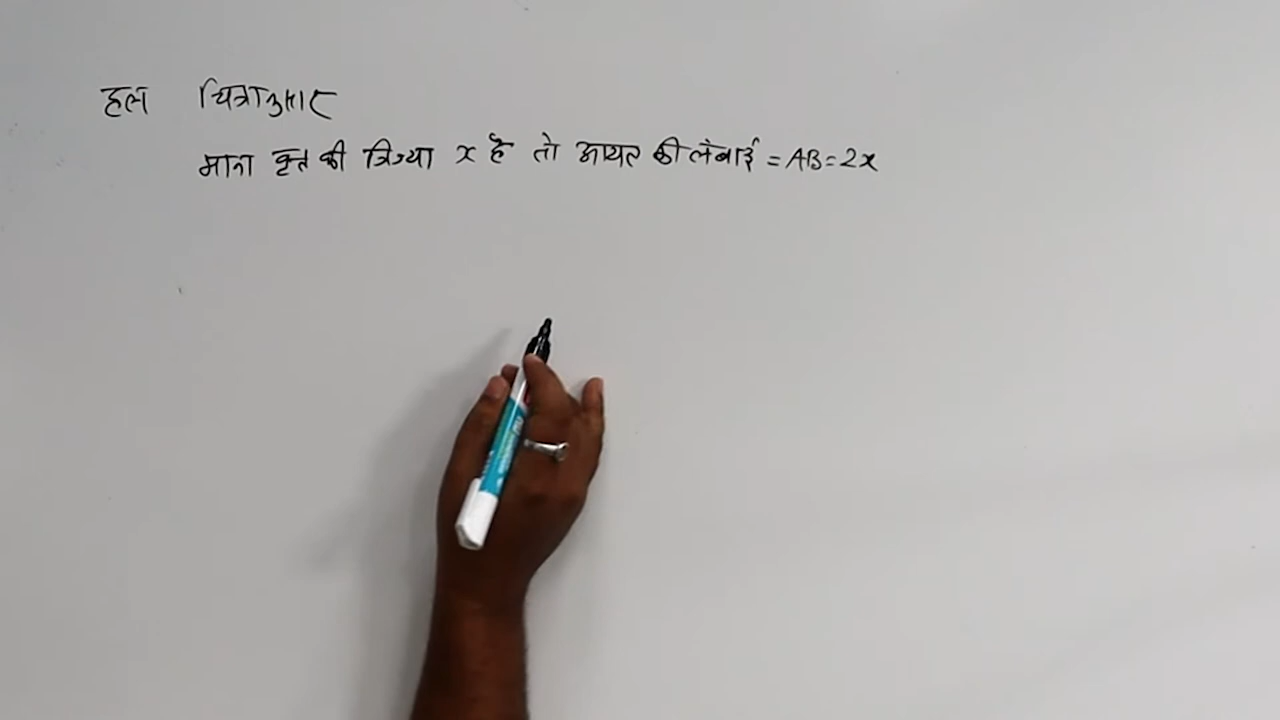 हल चित्रानुसार
माना वृत्त की त्रिज्या x है तो आयत की लंबाई = AB = 2x